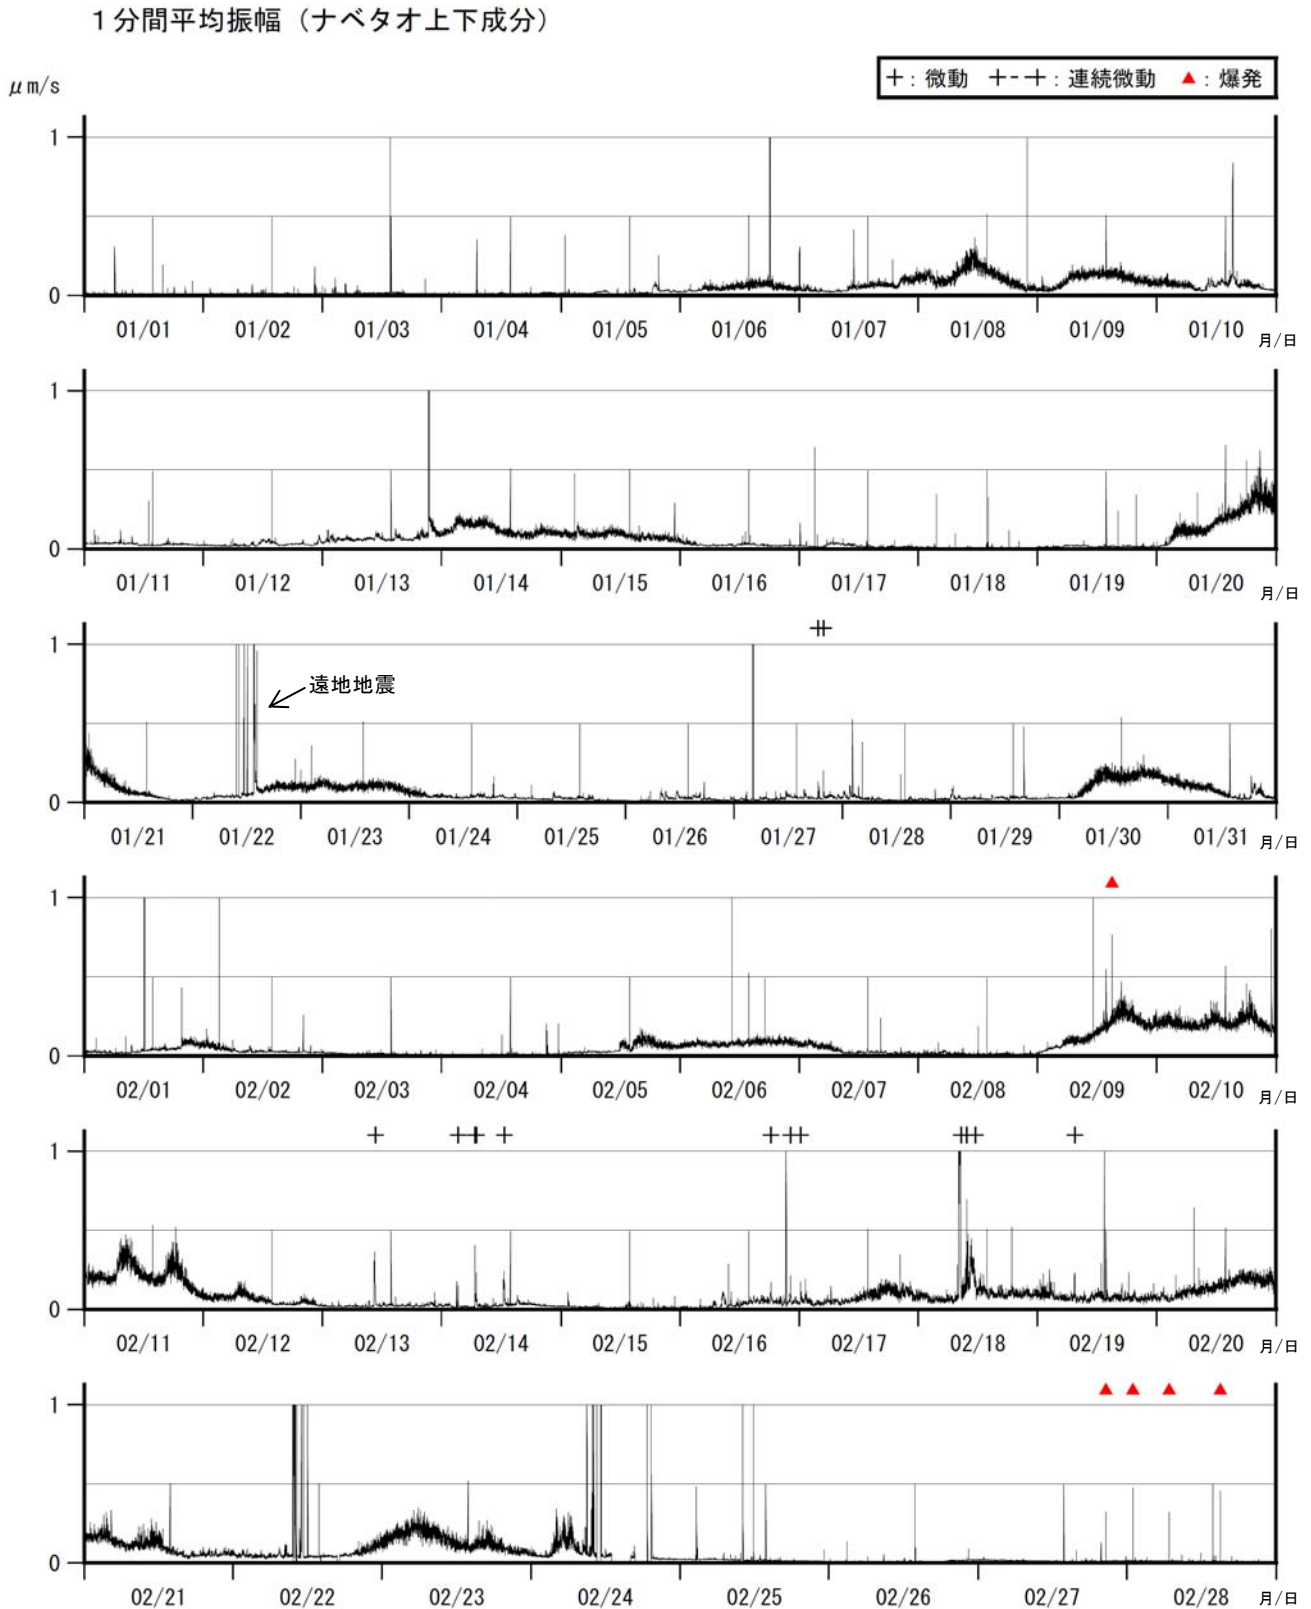 １分間平均振幅（ナベタオ上下成分）
＋：微動 ＋-＋：連続微動 ▲：爆発
μm/s
1
0
01/01 01/02 01/03 01/04 01/05 01/06 01/07 01/08 01/09 01/10 月/日
1
0
01/11 01/12 01/13 01/14 01/15 01/16 01/17 01/18 01/19 01/20 月/日
1
遠地地震
0
01/21 01/22 01/23 01/24 01/25 01/26 01/27 01/28 01/29 01/30 01/31 月/日
1
0
02/01 02/02 02/03 02/04 02/05 02/06 02/07 02/08 02/09 02/10 月/日
1
0
02/11 02/12 02/13 02/14 02/15 02/16 02/17 02/18 02/19 02/20 月/日
1
0
02/21 02/22 02/23 02/24 02/25 02/26 02/27 02/28 月/日